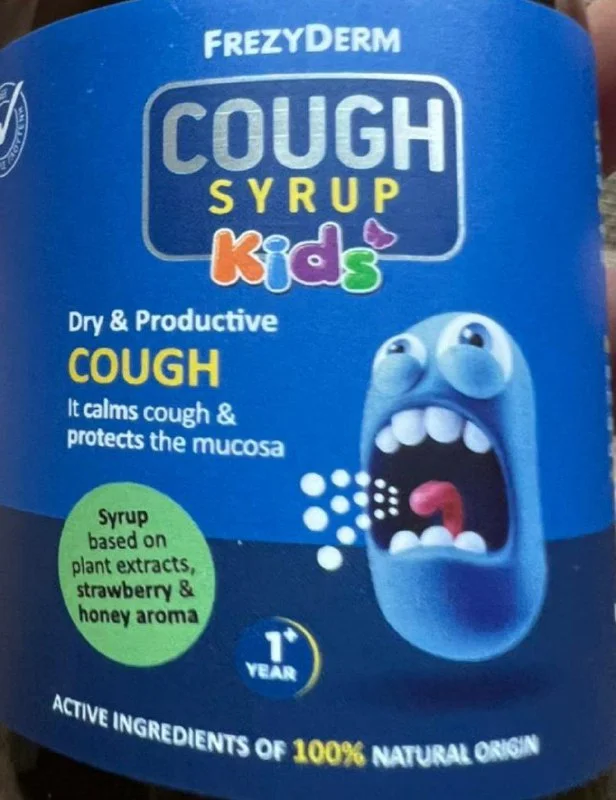 FREZYDERM
COUGH
SYRUP
Kids
Dry & Productive
COUGH
It calms cough &
protects the mucosa
Syrup
based on
plant extracts,
strawberry &
honey aroma
1+
YEAR
ACTIVE INGREDIENTS OF 100% NATURAL ORIGIN